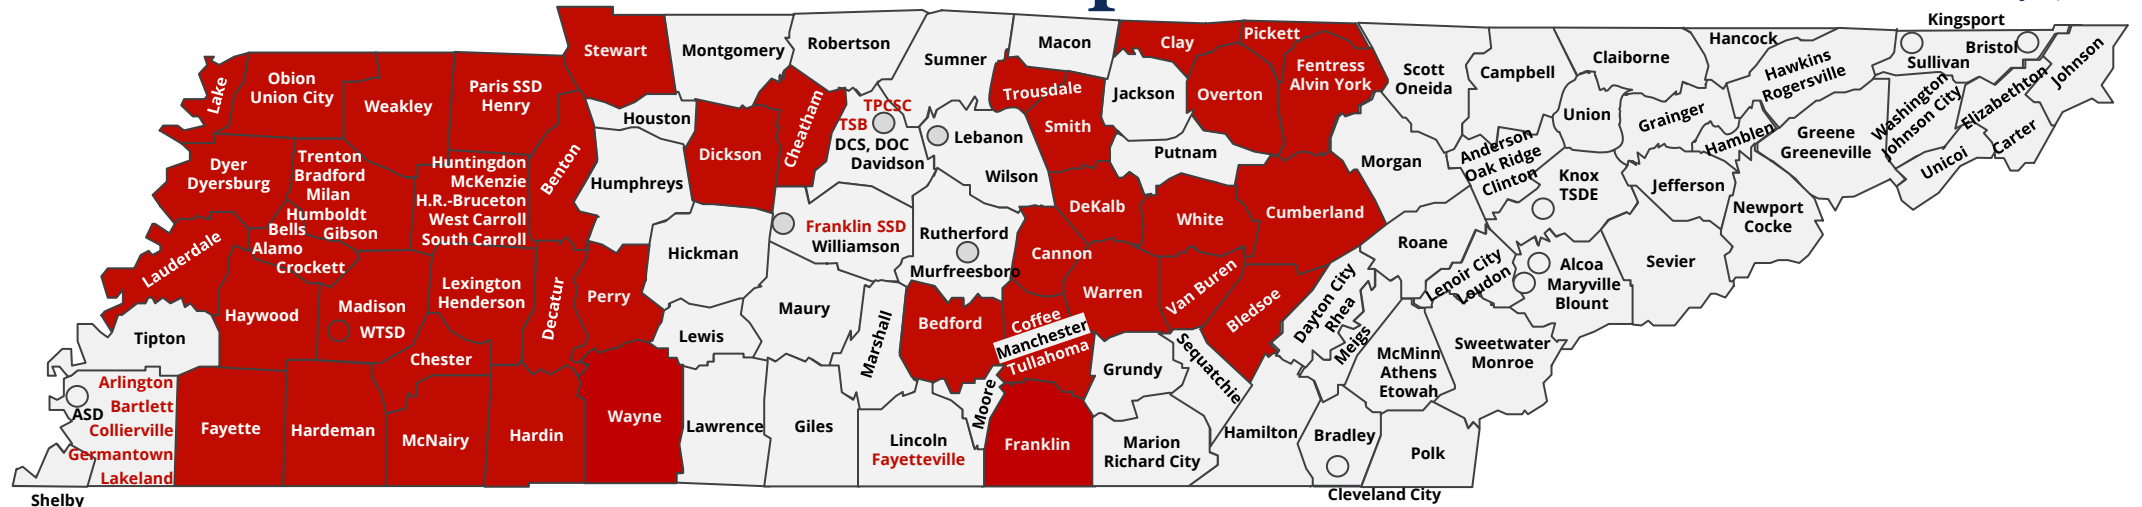 Kingsport
Stewart
Montgomery
Robertson
Sumner
Macon
Clay
Pickett
Fentress
Alvin York
Scott
Oneida
Campbell
Claiborne
Hancock
Hawkins
Rogersville
Sullivan
Bristol
Johnson
Lake
Obion
Union City
Weakley
Paris SSD
Henry
Houston
Dickson
Cheatham
TPCSC
TSB
DCS, DOC
Davidson
Lebanon
Wilson
Trousdale
Smith
Jackson
Overton
Putnam
Morgan
Anderson
Oak Ridge
Clinton
Union
Grainger
Hamblen
Greene
Greeneville
Washington
Johnson City
Elizabethton
Carter
Unicoi
Dyer
Dyersburg
Trenton
Bradford
Milan
Humboldt
Gibson
Huntingdon
McKenzie
H.R.-Bruceton
West Carroll
South Carroll
Benton
Humphreys
Hickman
Franklin SSD
Williamson
Rutherford
Murfreesboro
DeKalb
Cannon
White
Cumberland
Roane
Knox
TSDE
Jefferson
Newport
Cocke
Sevier
Lauderdale
Bells
Alamo
Crockett
Haywood
Madison
WTSD
Lexington
Henderson
Decatur
Perry
Lewis
Maury
Marshall
Bedford
Coffee
Manchester
Tullahoma
Warren
Van Buren
Bledsoe
Dayton City
Rhea
Meigs
Lenoir City
Loudon
Alcoa
Maryville
Blount
Tipton
Chester
Grundy
Sequatchie
McMinn
Athens
Etowah
Sweetwater
Monroe
Arlington
Bartlett
ASD
Collierville
Germantown
Lakeland
Shelby
Fayette
Hardeman
McNairy
Hardin
Wayne
Lawrence
Giles
Lincoln
Fayetteville
Moore
Franklin
Marion
Richard City
Hamilton
Bradley
Cleveland City
Polk